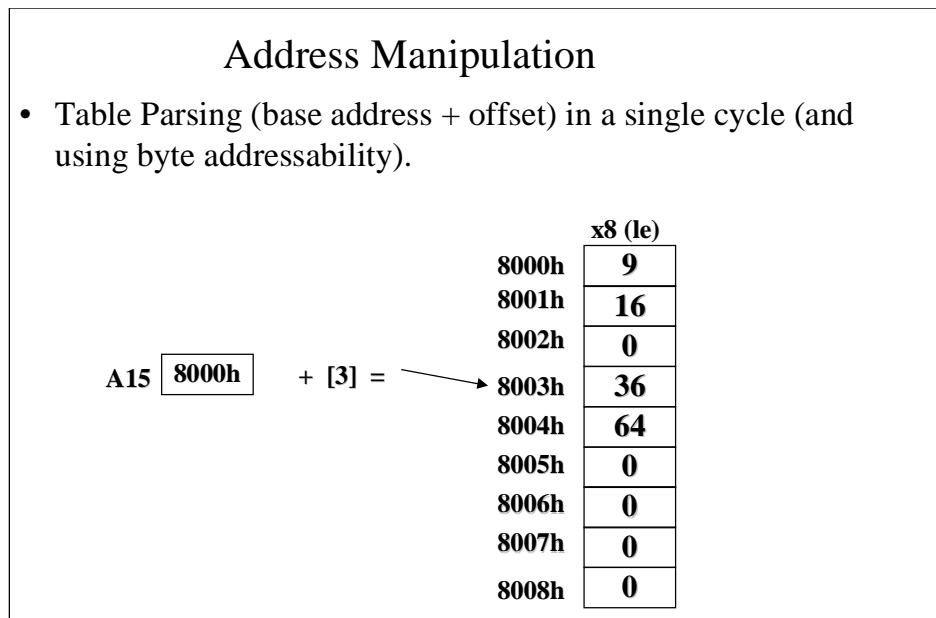 Address Manipulation
• Table Parsing (base address + offset) in a single cycle (and
using byte addressability).
x8 (le)
8000h 9
8001h 16
8002h 0
A15 8000h + [3] = 8003h 36
8004h 64
8005h 0
8006h 0
8007h 0
8008h 0